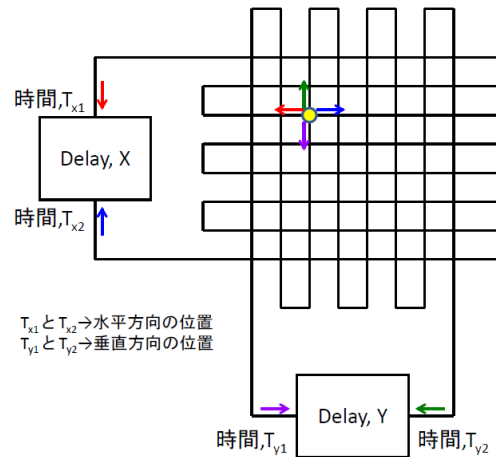 時間,Tx1
Delay, X
時間,Tx2
Tx1とTx2→水平方向の位置
Ty1とTy2→垂直方向の位置
Delay, Y
時間,Ty1
時間,Ty2